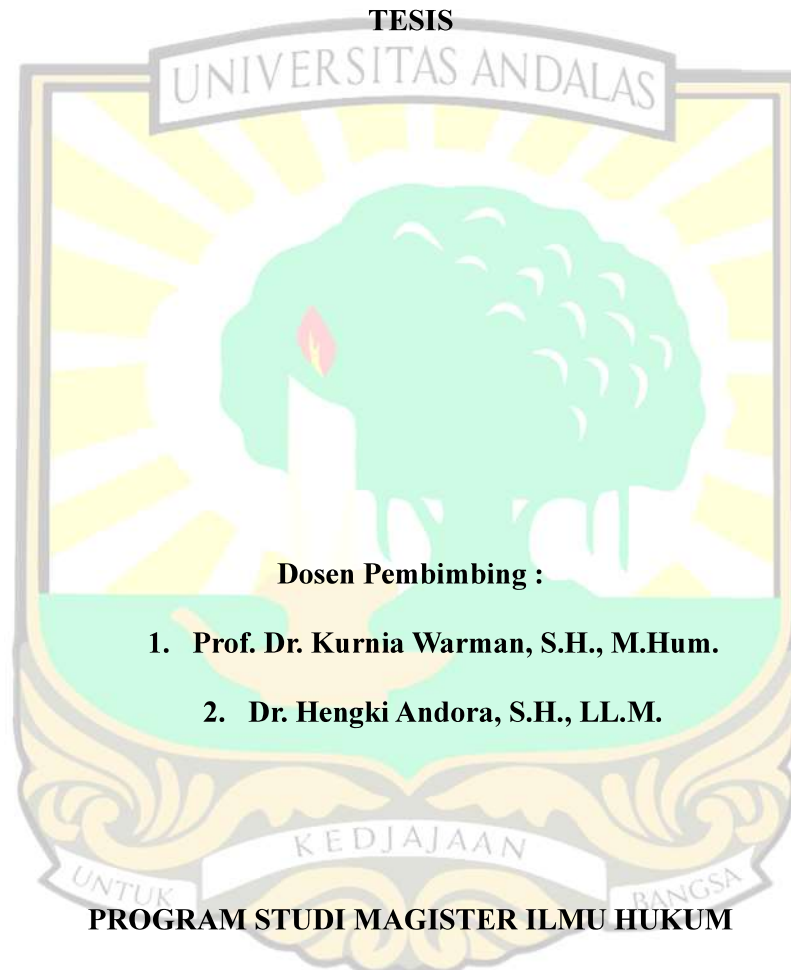 TESIS
UNIVERSITAS ANDALAS
Dosen Pembimbing :
1. Prof. Dr. Kurnia Warman, S.H., M.Hum.
2. Dr. Hengki Andora, S.H., LL.M.
KEDJAJAAN
UNTUK BANGSA
PROGRAM STUDI MAGISTER ILMU HUKUM